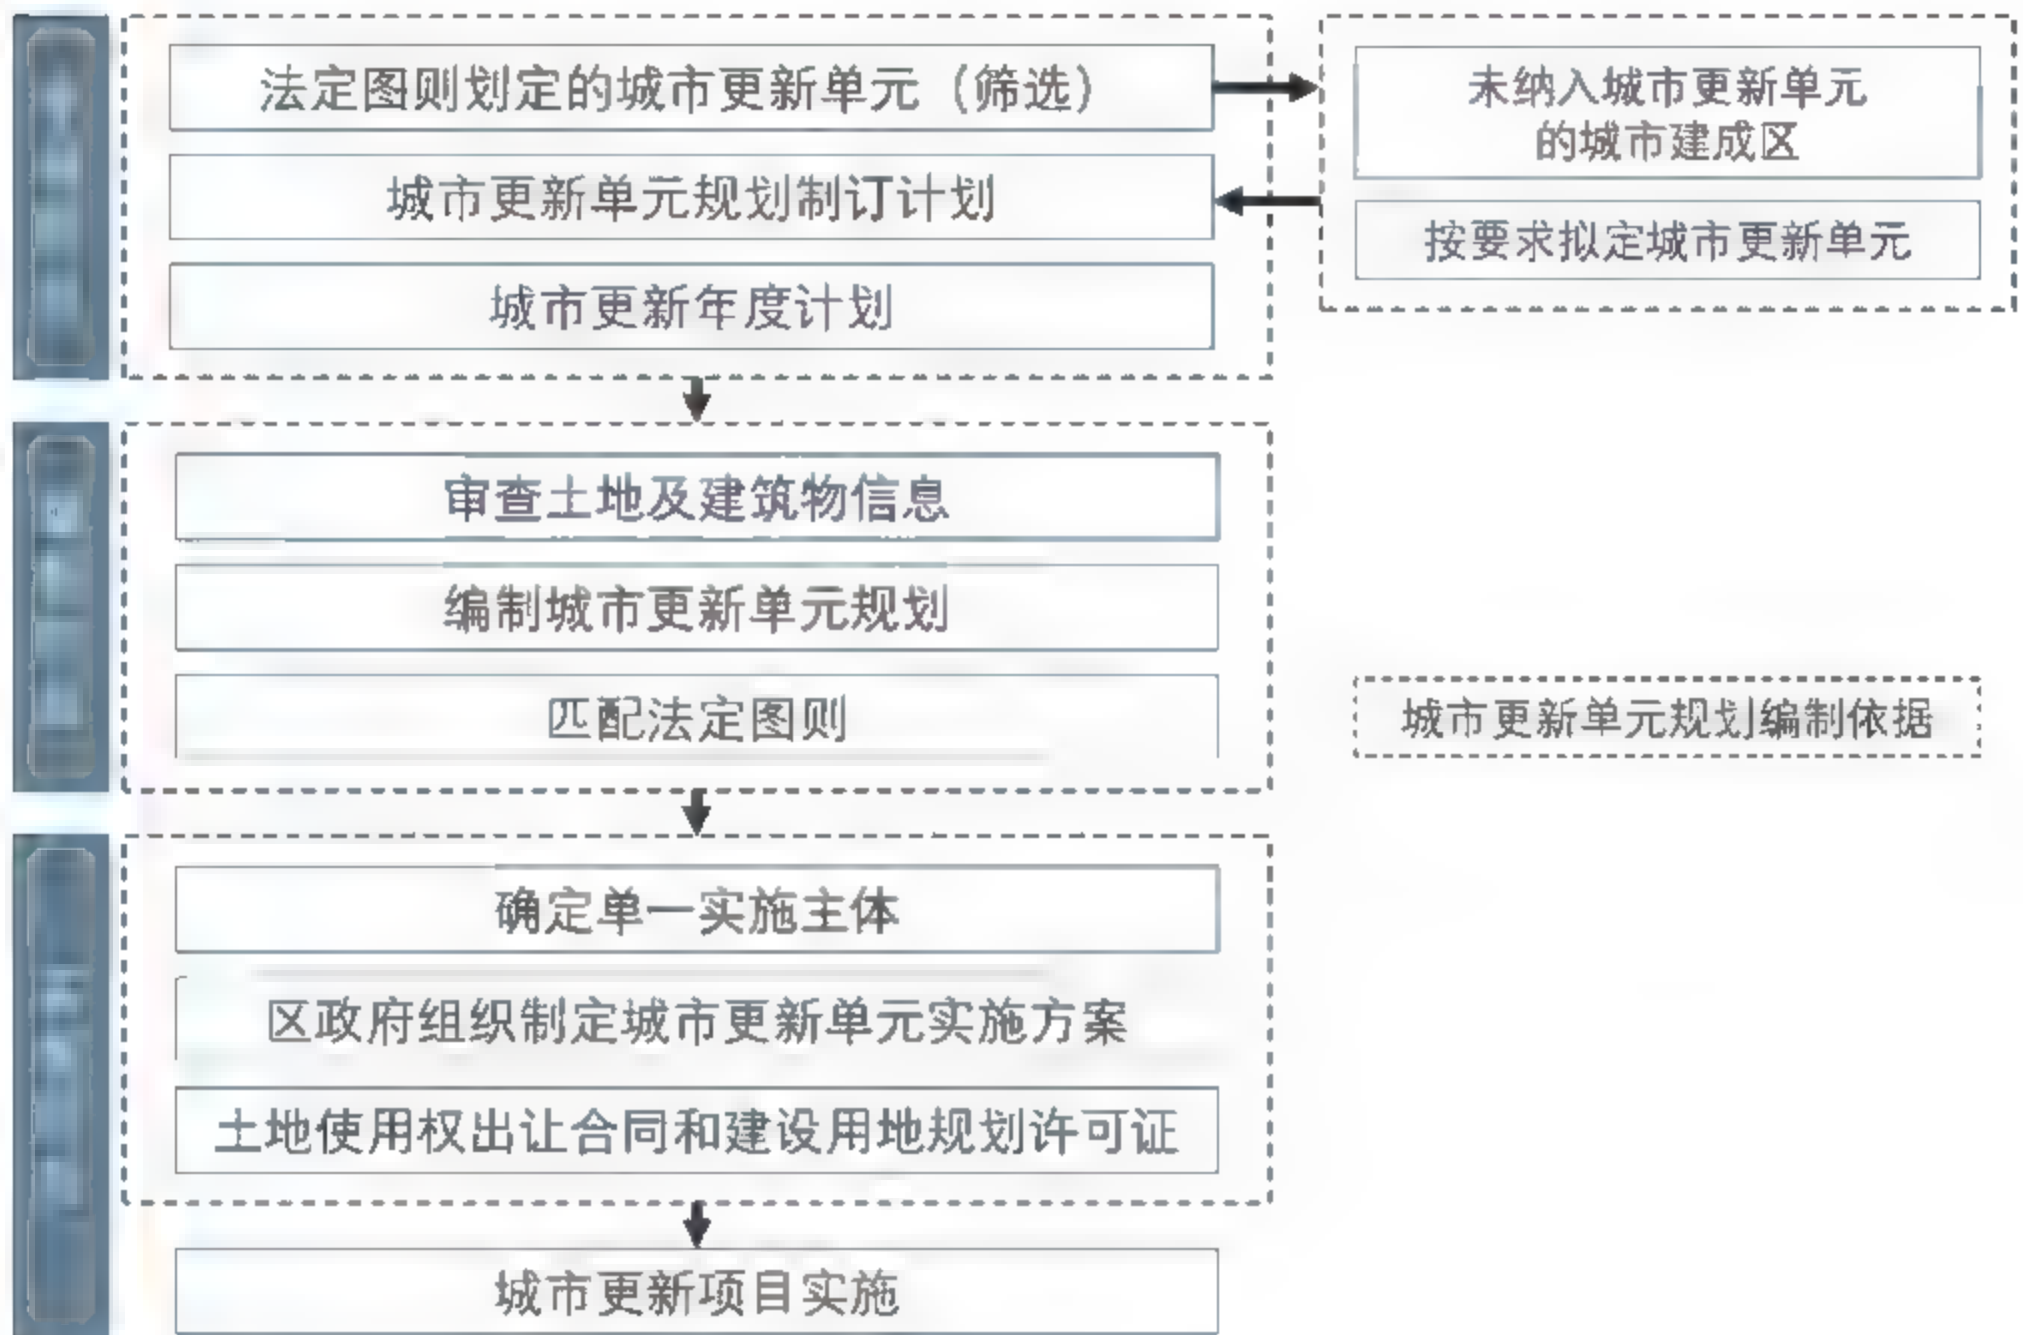 法定图则划定的城市更新单元（筛选）
未纳入城市更新单元
的城市建成区
城市更新单元规划制订计划
按要求拟定城市更新单元
城市更新年度计划
审查土地及建筑物信息
编制城市更新单元规划
匹配法定图则
城市更新单元规划编制依据
确定单一实施主体
区政府组织制定城市更新单元实施方案
土地使用权出让合同和建设用地规划许可证
城市更新项目实施